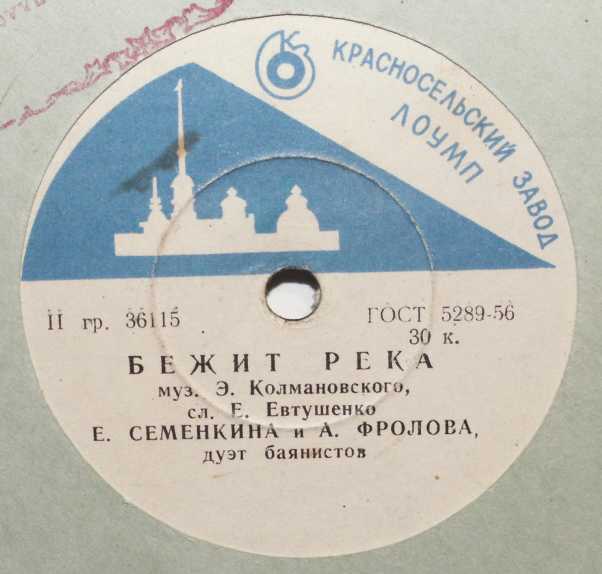 КЗ
КРАСНОСЕЛЬСКИЙ ЗАВОД
ЛОУМП
II гр. 36115
ГОСТ 5289-56
30 к.
БЕЖИТ РЕКА
муз. Э. Колмановского,
сл. Е. Евтушенко
Е. СЕМЕНКИНА и А. ФРОЛОВА,
дуэт баянистов